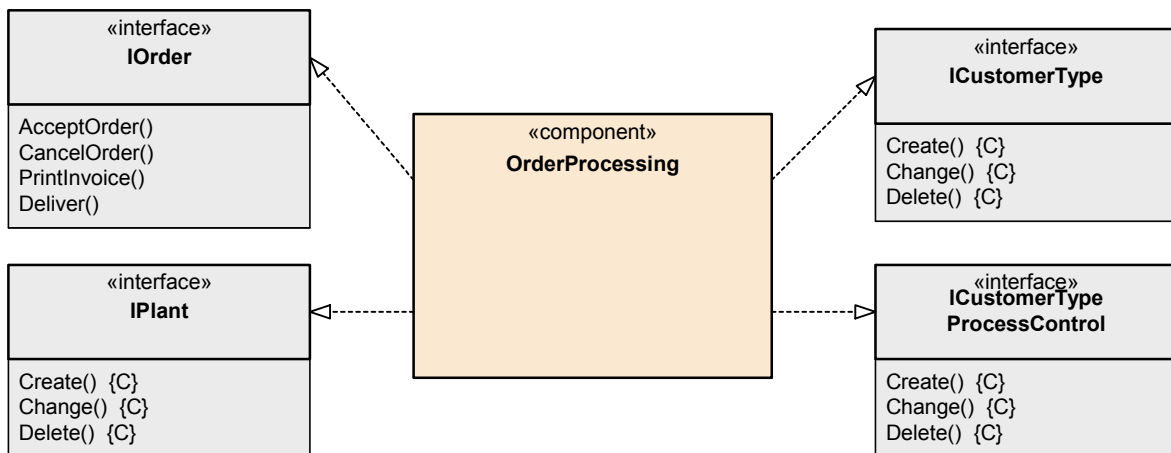 «interface»
IOrder
AcceptOrder()
CancelOrder()
PrintInvoice()
Deliver()
«interface»
IPlant
Create() {C}
Change() {C}
Delete() {C}
«component»
OrderProcessing
«interface»
ICustomerType
Create() {C}
Change() {C}
Delete() {C}
«interface»
ICustomerType
ProcessControl
Create() {C}
Change() {C}
Delete() {C}